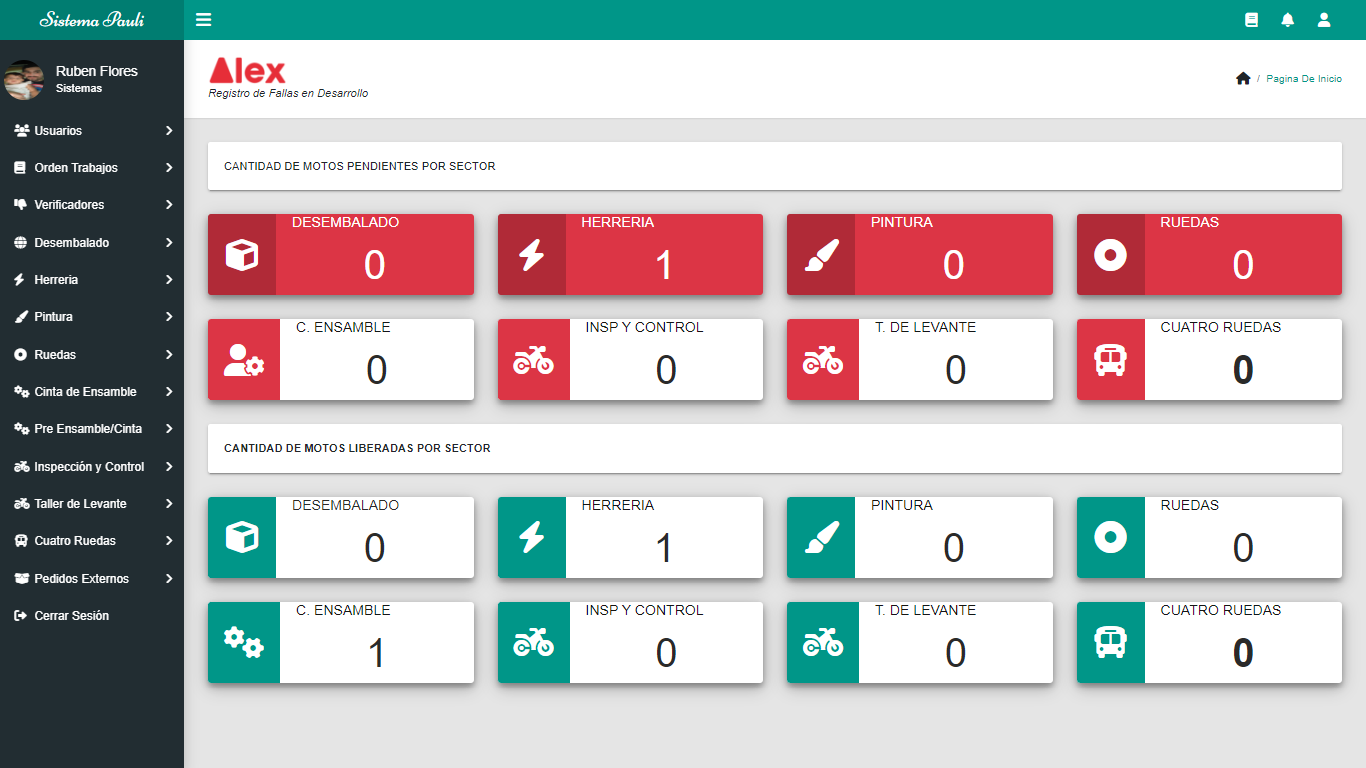 Sistema Pauli
Ruben Flores
Sistemas
Usuarios
Orden Trabajos
Verificadores
Desembalado
Herreria
Pintura
Ruedas
Cinta de Ensamble
Pre Ensamble/Cinta
Inspección y Control
Taller de Levante
Cuatro Ruedas
Pedidos Externos
Cerrar Sesión
Alex
Registro de Fallas en Desarrollo
/ Pagina De Inicio
CANTIDAD DE MOTOS PENDIENTES POR SECTOR
DESEMBALADO
0
HERRERIA
1
PINTURA
0
RUEDAS
0
C. ENSAMBLE
0
INSP Y CONTROL
0
T. DE LEVANTE
0
CUATRO RUEDAS
0
CANTIDAD DE MOTOS LIBERADAS POR SECTOR
DESEMBALADO
0
HERRERIA
1
PINTURA
0
RUEDAS
0
C. ENSAMBLE
1
INSP Y CONTROL
0
T. DE LEVANTE
0
CUATRO RUEDAS
0